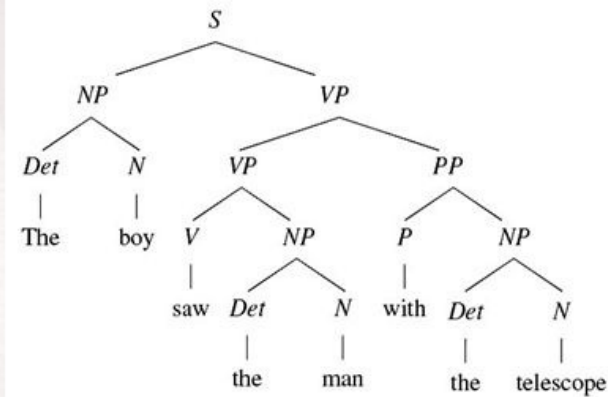 S
NP VP
Det N VP PP
The boy V NP P NP
saw Det N with Det N
the man the telescope